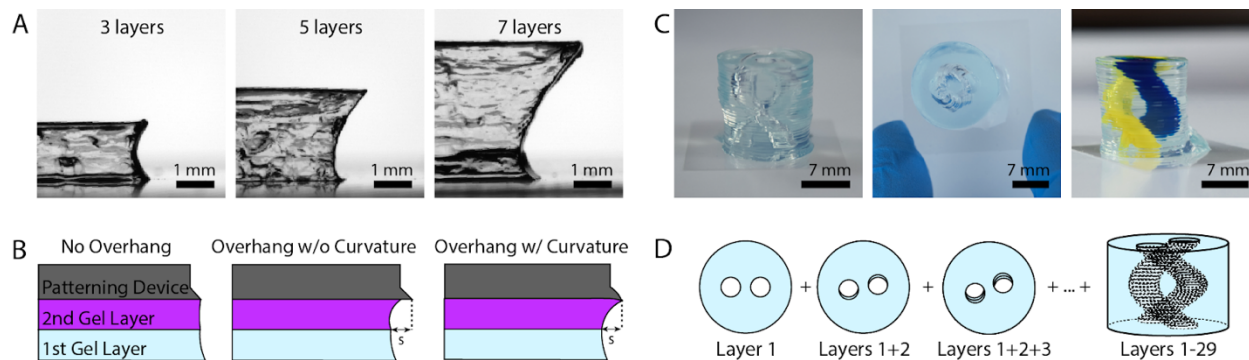 A
3 layers
5 layers
7 layers
1 mm
1 mm
1 mm
B
No Overhang
Overhang w/o Curvature
Overhang w/ Curvature
Patterning Device
2nd Gel Layer
1st Gel Layer
s
s
C
7 mm
7 mm
7 mm
D
Layer 1
+
Layers 1+2
+
Layers 1+2+3
+ ... +
Layers 1-29